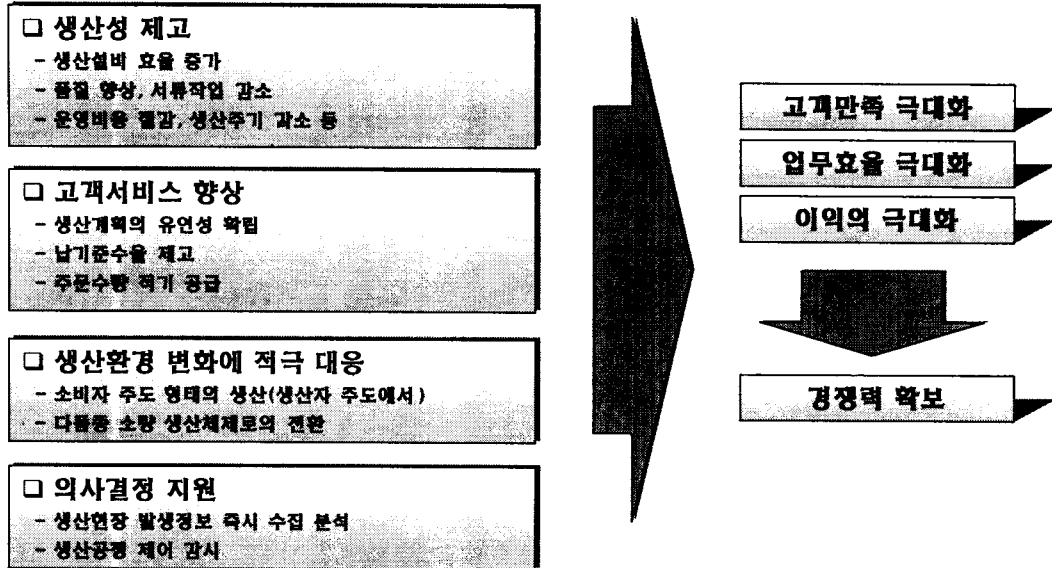 ❑ 생산성 제고
- 생산설비 효율 증가
- 품질 향상, 서류작업 감소
- 운영비용 절감, 생산주기 감소 등
❑ 고객서비스 향상
- 생산계획의 유연성 확립
- 납기준수율 제고
- 주문수량 적기 공급
❑ 생산환경 변화에 적극 대응
- 소비자 주도 형태의 생산(생산자 주도에서)
- 다품종 소량 생산체제로의 전환
❑ 의사결정 지원
- 생산현장 발생정보 즉시 수집 분석
- 생산공정 제어 감시
고객만족 극대화
업무효율 극대화
이익의 극대화
경쟁력 확보